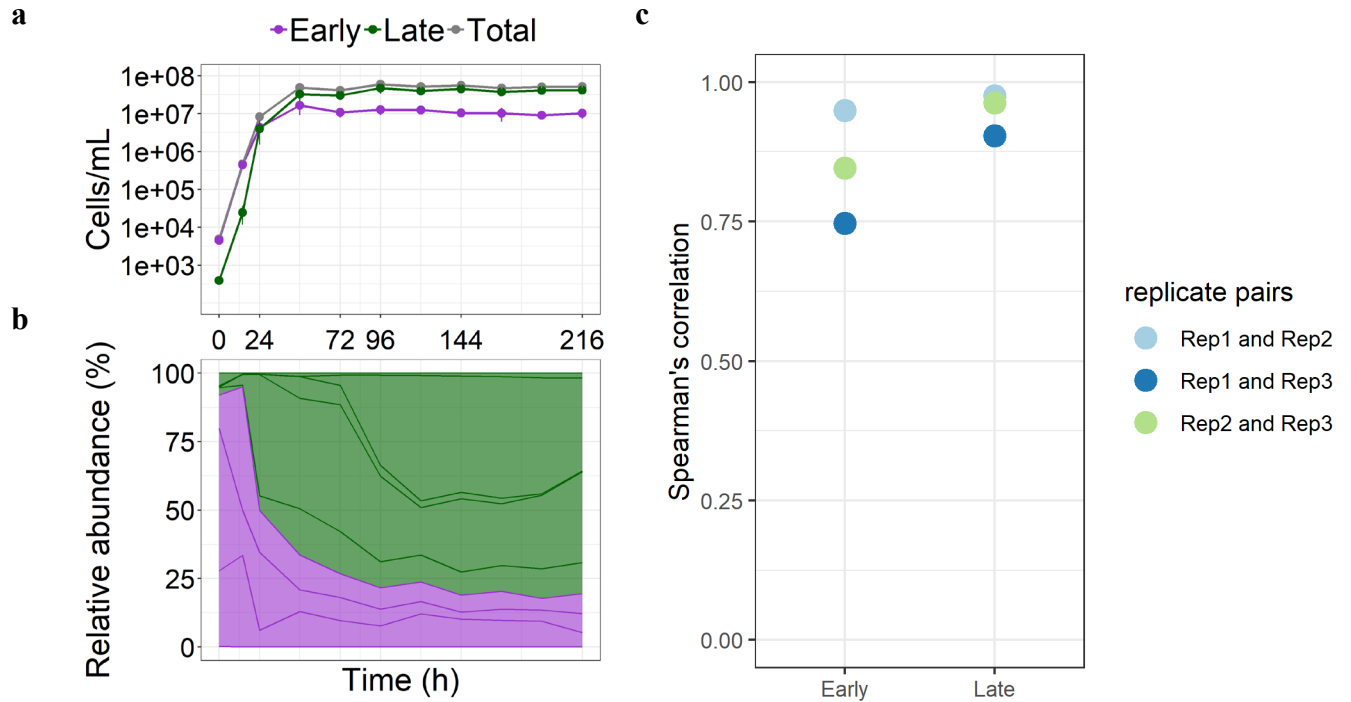 a
Early Late Total
Cells/mL
1e+08
1e+07
1e+06
1e+05
1e+04
1e+03
0 24 72 96 144 216
b
Relative abundance (%)
100
75
50
25
0
Time (h)
c
Spearman's correlation
1.00
0.75
0.50
0.25
0.00
Early Late
replicate pairs
Rep1 and Rep2
Rep1 and Rep3
Rep2 and Rep3